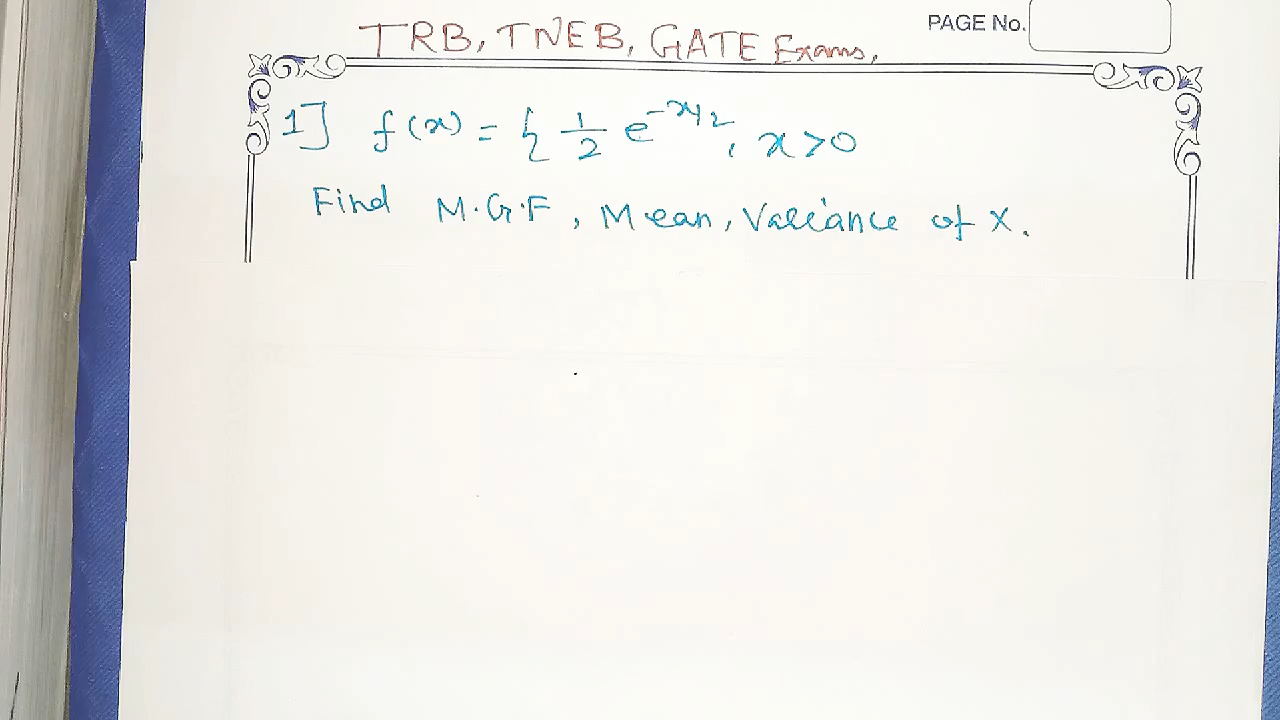 PAGE No.
TRB, TNEB, GATE Exams,
1] f(x) = { 1/2 e^{-x/2}, x>0
Find M.G.F, Mean, Variance of X.